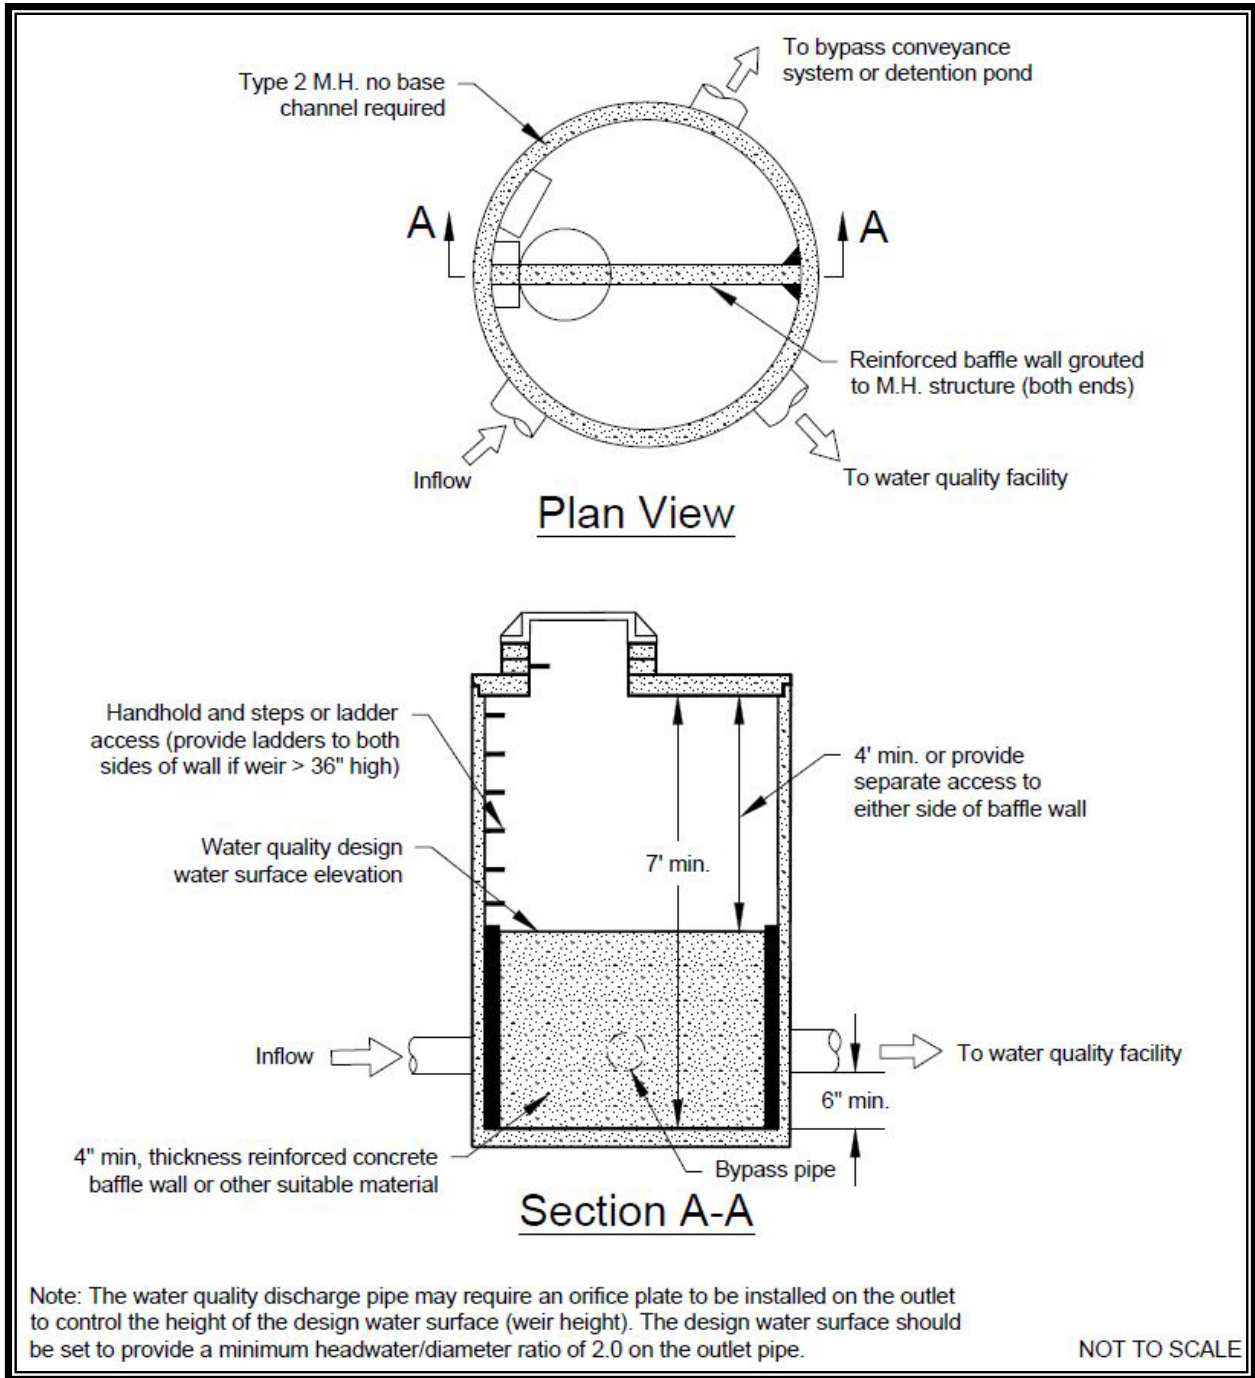 To bypass conveyance
system or detention pond
Type 2 M.H. no base
channel required
A
A
Reinforced baffle wall grouted
to M.H. structure (both ends)
Inflow
To water quality facility
Plan View
Handhold and steps or ladder
access (provide ladders to both
sides of wall if weir > 36" high)
4' min. or provide
separate access to
either side of baffle wall
Water quality design
water surface elevation
7' min.
Inflow
To water quality facility
6" min.
4" min, thickness reinforced concrete
baffle wall or other suitable material
Bypass pipe
Section A-A
Note: The water quality discharge pipe may require an orifice plate to be installed on the outlet
to control the height of the design water surface (weir height). The design water surface should
be set to provide a minimum headwater/diameter ratio of 2.0 on the outlet pipe.
NOT TO SCALE